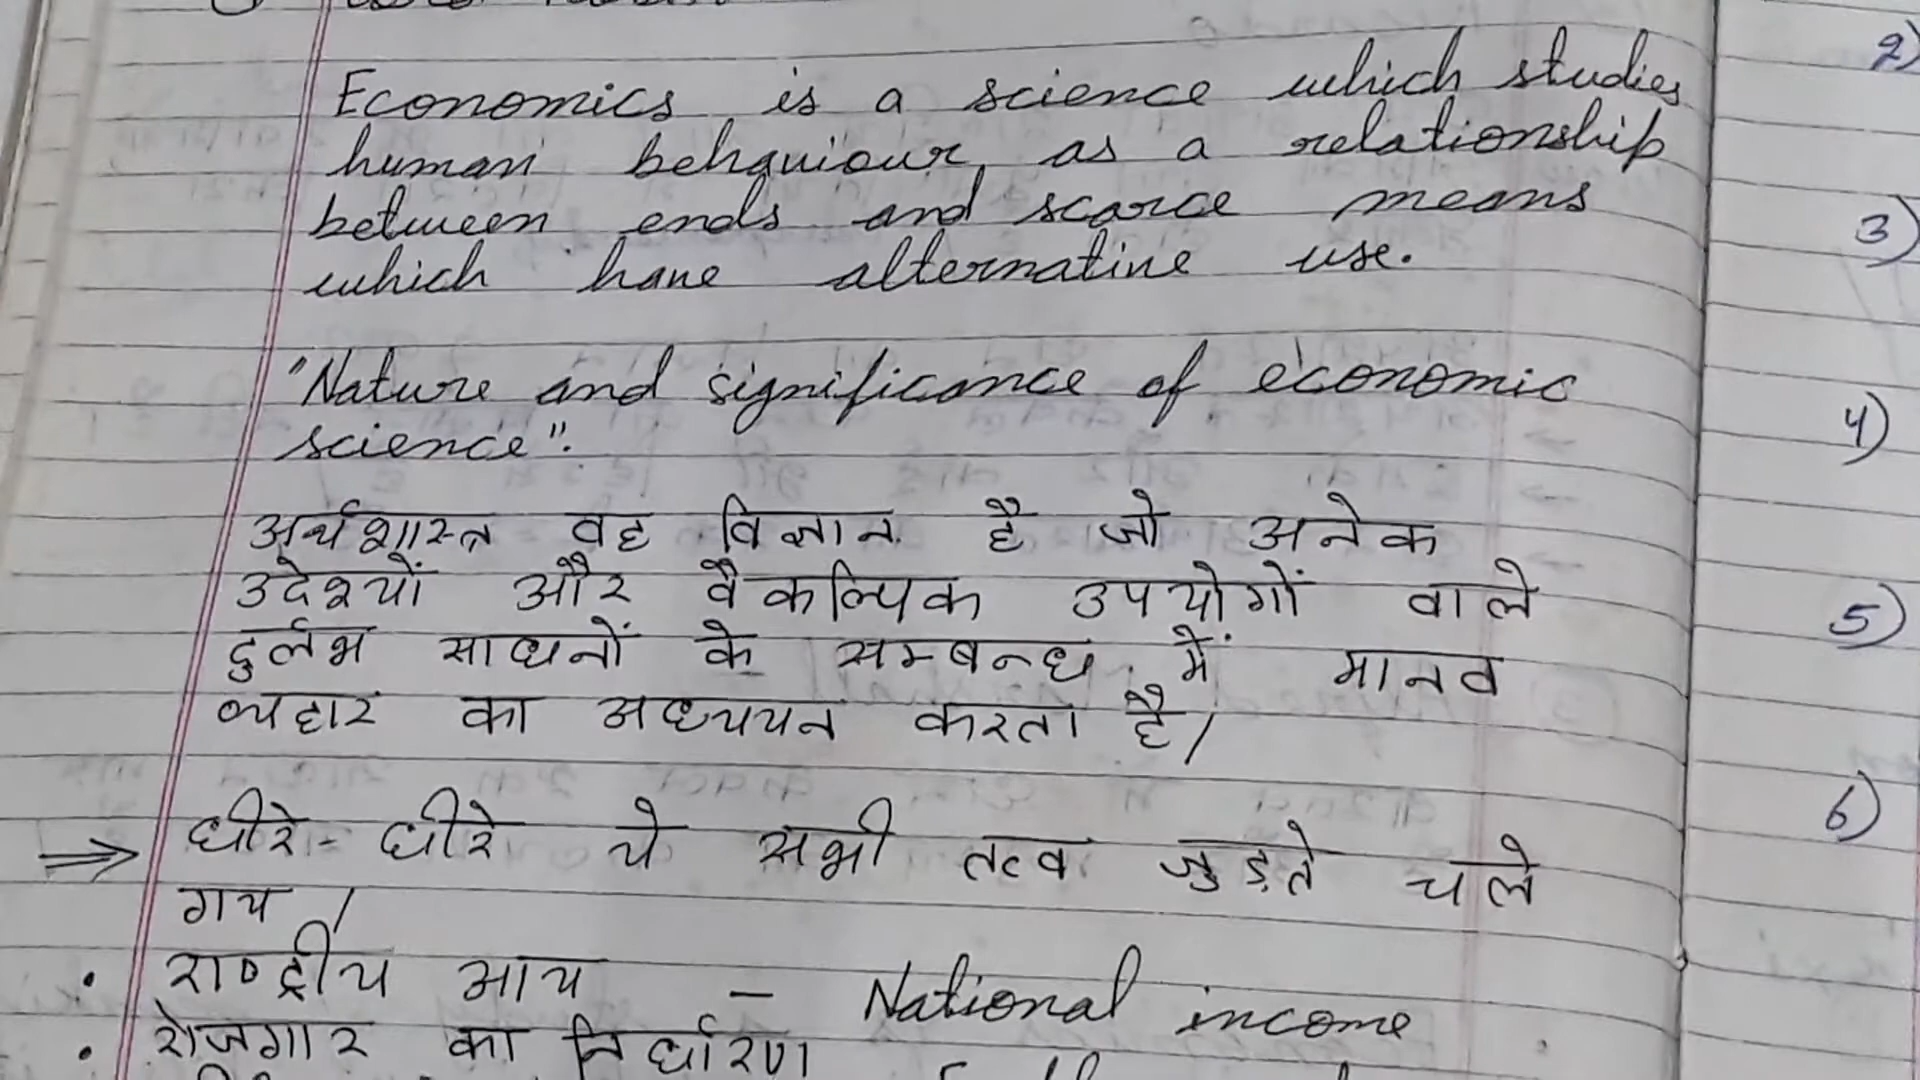 Economics is a science which studies
human behaviour as a relationship
between ends and scarce means
which have alternative use.
"Nature and significance of economic
science".
अर्थशास्त्र वह विज्ञान है जो अनेक
उदेश्यों और वैकल्पिक उपयोगों वाले
दुर्लभ साधनों के सम्बन्ध में मानव
व्यहार का अध्ययन करता है।
⇒ धीरे-धीरे ये सभी तत्व जुड़ते चले
गय।
• राष्ट्रीय आय - National income
• रोजगार का निर्धारण
2)
3)
4)
5)
6)